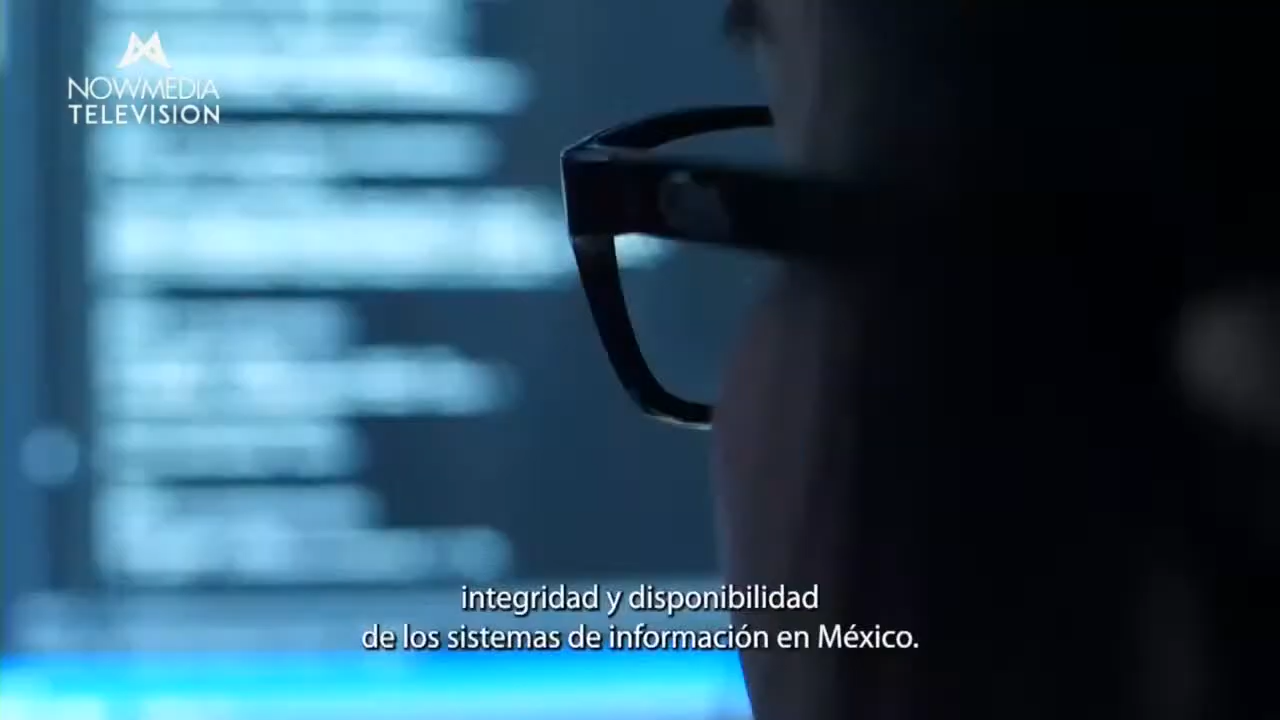 NOWMEDIA
TELEVISION
integridad y disponibilidad
de los sistemas de información en México.